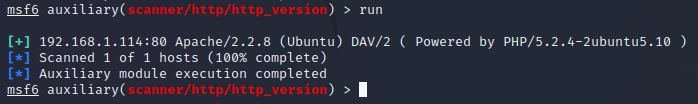 msf6 auxiliary(scanner/http/http_version) > run
[+] 192.168.1.114:80 Apache/2.2.8 (Ubuntu) DAV/2 ( Powered by PHP/5.2.4-2ubuntu5.10 )
[*] Scanned 1 of 1 hosts (100% complete)
[*] Auxiliary module execution completed
msf6 auxiliary(scanner/http/http_version) >